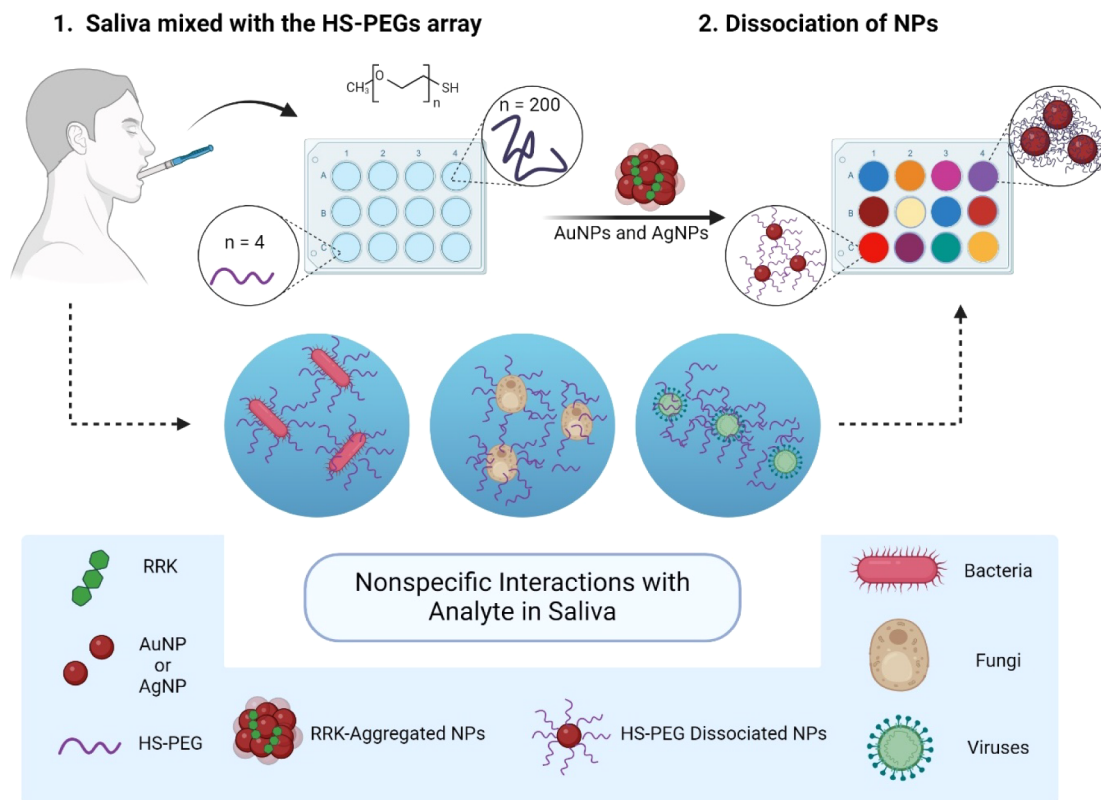 1. Saliva mixed with the HS-PEGs array
2. Dissociation of NPs
CH3
O
SH
n
n = 200
1 2 3 4
A
B
C
n = 4
AuNPs and AgNPs
1 2 3 4
A
B
C
Nonspecific Interactions with
Analyte in Saliva
RRK
AuNP
or
AgNP
HS-PEG
RRK-Aggregated NPs
HS-PEG Dissociated NPs
Bacteria
Fungi
Viruses